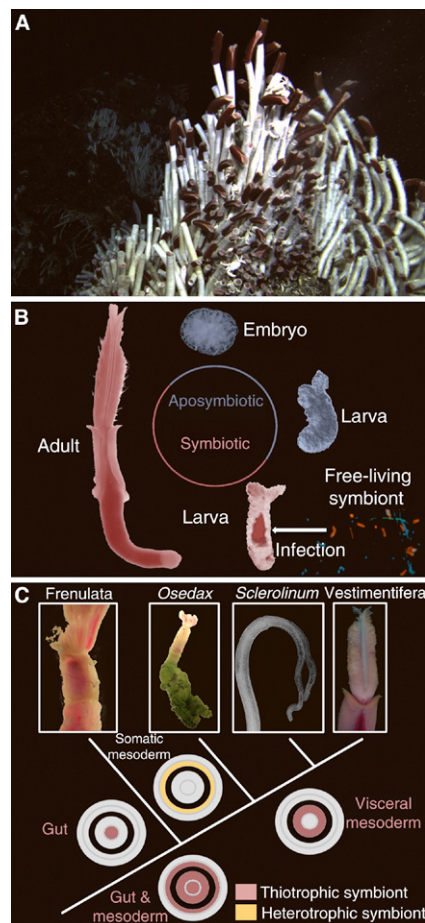 A
B
Embryo
Aposymbiotic
Larva
Adult
Symbiotic
Free-living
symbiont
Larva
Infection
C
Frenulata
Osedax
Sclerolinum
Vestimentifera
Somatic
mesoderm
Gut
Visceral
mesoderm
Gut &
mesoderm
Thiotrophic symbiont
Heterotrophic symbiont